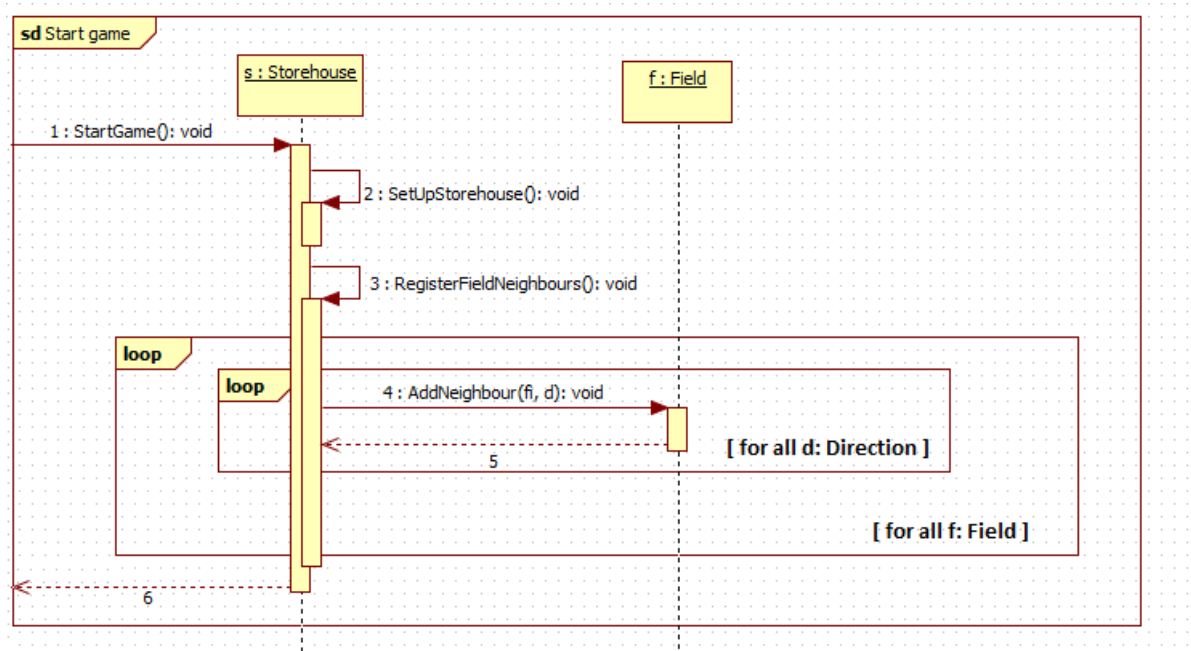 sd Start game
s : Storehouse
f : Field
1 : StartGame(): void
2 : SetUpStorehouse(): void
3 : RegisterFieldNeighbours(): void
loop
loop
4 : AddNeighbour(fi, d): void
[ for all d: Direction ]
5
[ for all f: Field ]
6